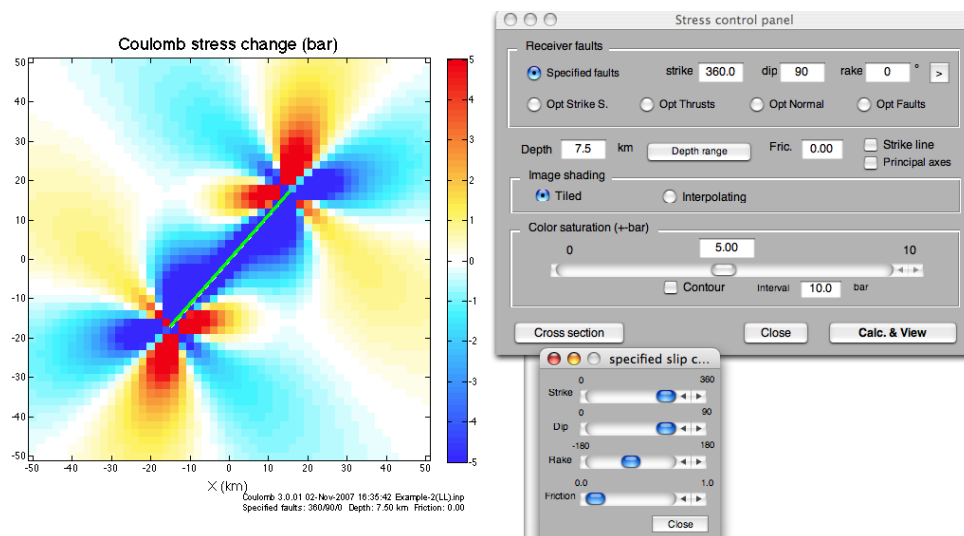 Coulomb stress change (bar)
50
40
30
20
10
0
-10
-20
-30
-40
-50
-50 -40 -30 -20 -10 0 10 20 30 40 50
X (km)
5
4
3
2
1
0
-1
-2
-3
-4
-5
Coulomb 3.0.01 02-Nov-2007 16:35:42 Example-2(LL).inp
Specified faults: 360/90/0 Depth: 7.50 km Friction: 0.00
Stress control panel
Receiver faults
Specified faults strike 360.0 dip 90 rake 0 ° >
Opt Strike S. Opt Thrusts Opt Normal Opt Faults
Depth 7.5 km Depth range Fric. 0.00 Strike line
Principal axes
Image shading
Tiled Interpolating
Color saturation (+-bar)
0 5.00 10
Contour Interval 10.0 bar
Cross section Close Calc. & View
specified slip c...
0 360
Strike
0 90
Dip
-180 180
Rake
0.0 1.0
Friction
Close